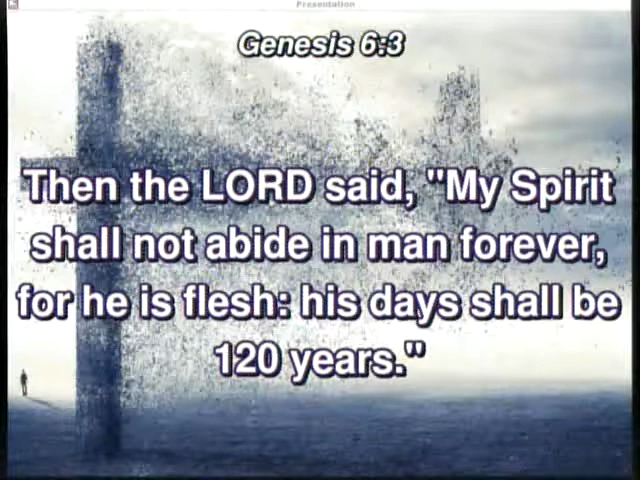 Presentation
Genesis 6:3
Then the LORD said, "My Spirit
shall not abide in man forever,
for he is flesh: his days shall be
120 years."